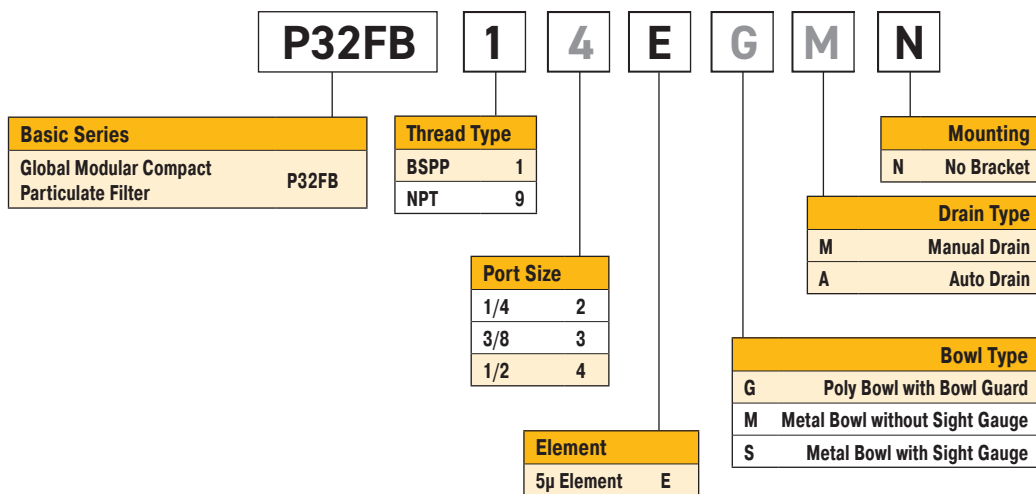 P32FB 1 4 E G M N
Basic Series
Global Modular Compact
Particulate Filter P32FB
Thread Type
BSPP 1
NPT 9
Mounting
N No Bracket
Drain Type
M Manual Drain
A Auto Drain
Port Size
1/4 2
3/8 3
1/2 4
Bowl Type
G Poly Bowl with Bowl Guard
M Metal Bowl without Sight Gauge
S Metal Bowl with Sight Gauge
Element
5µ Element E